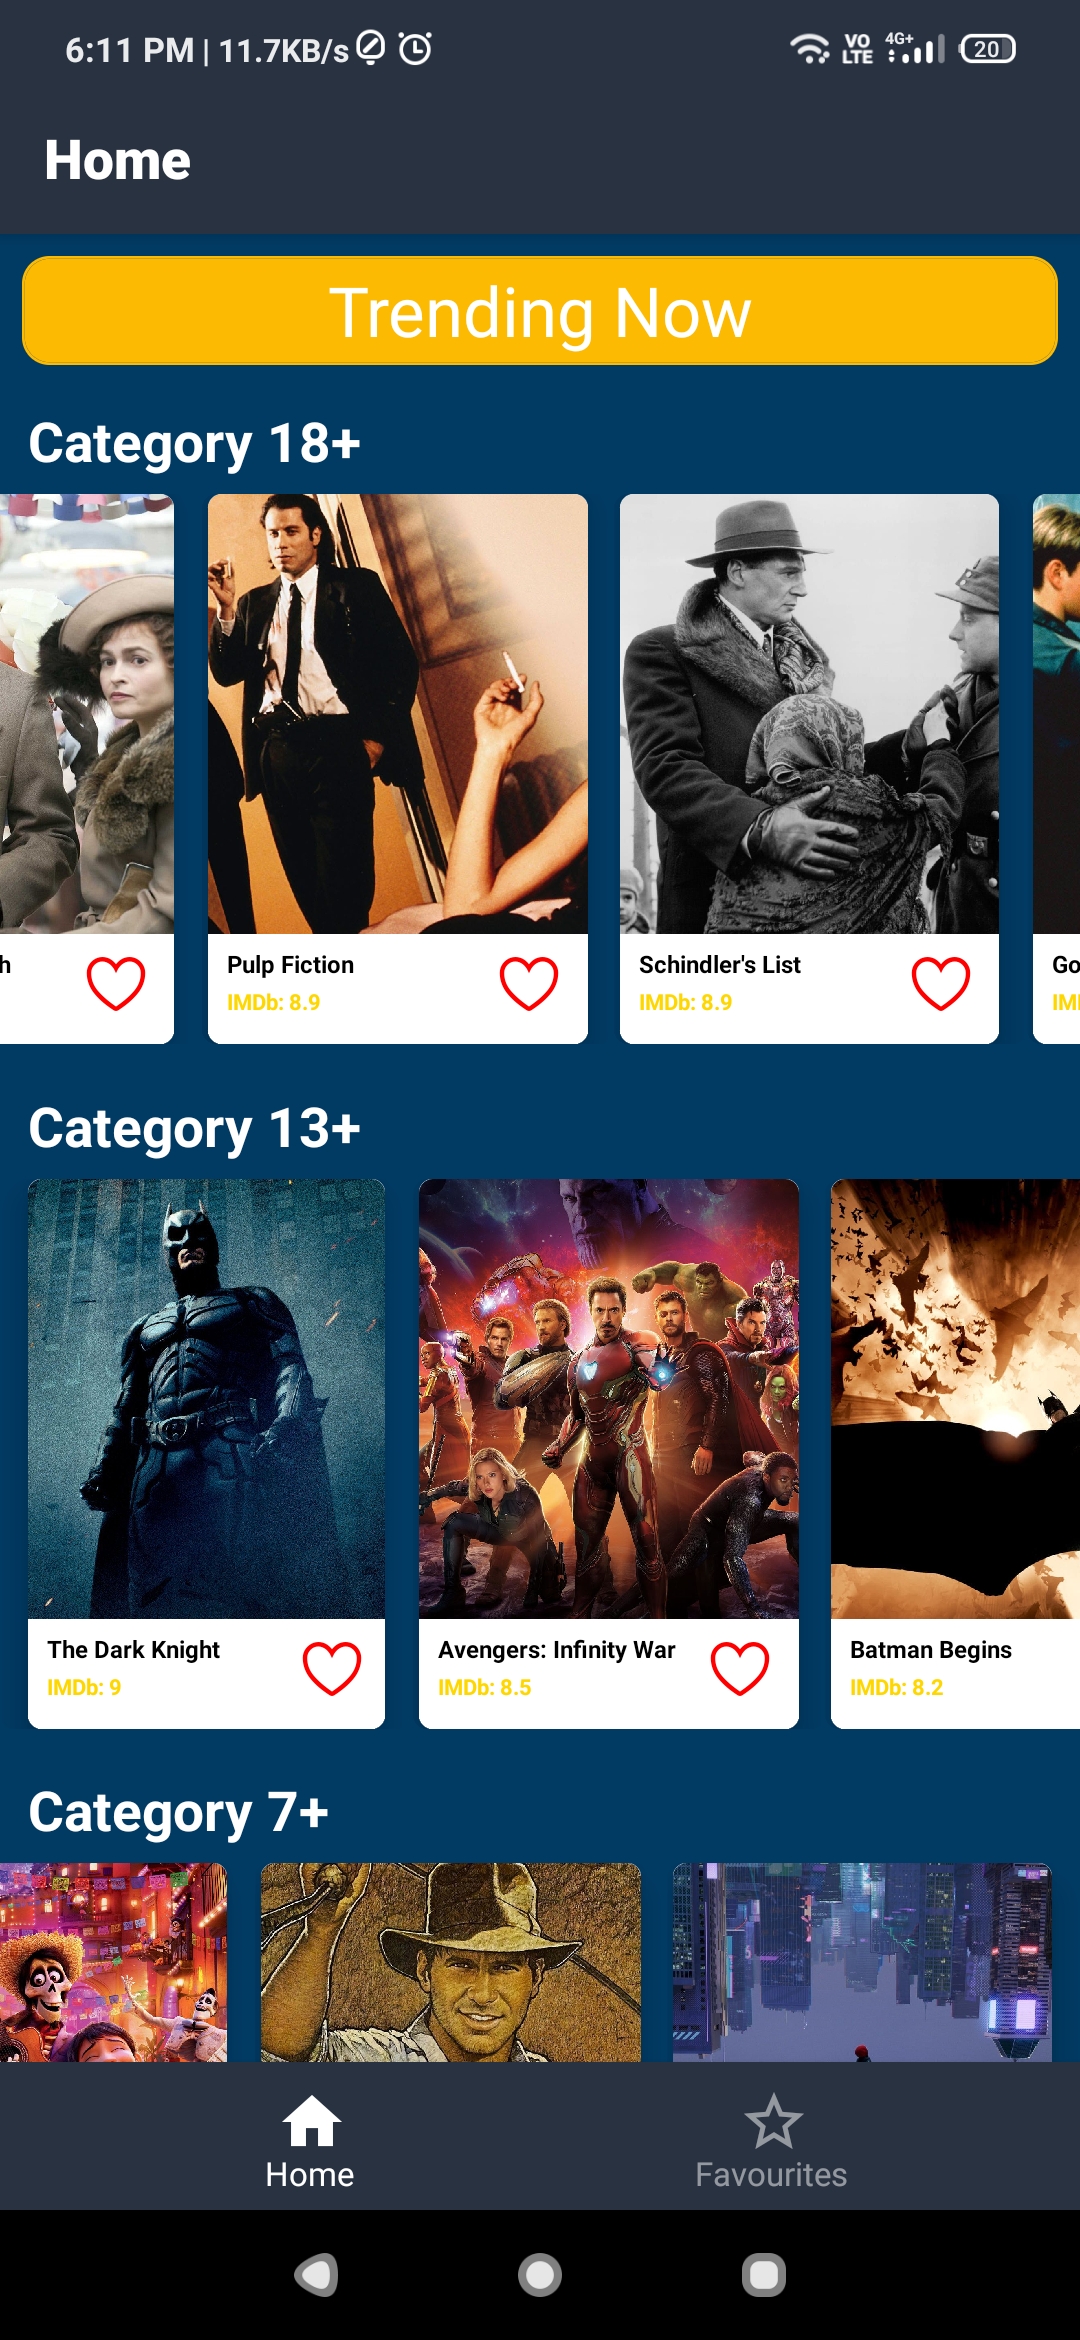 6:11 PM | 11.7KB/s VO LTE 4G+ 20
Home
Trending Now
Category 18+
h Pulp Fiction Schindler's List Go
IMDb: 8.9 IMDb: 8.9 IM
Category 13+
The Dark Knight Avengers: Infinity War Batman Begins
IMDb: 9 IMDb: 8.5 IMDb: 8.2
Category 7+
Home Favourites